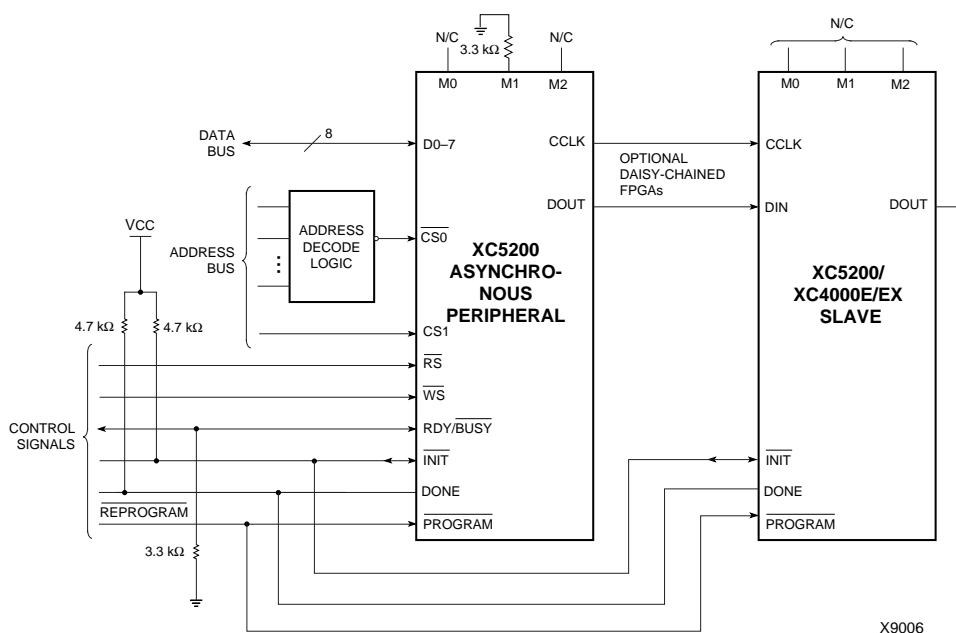 N/C
3.3 kΩ
N/C
N/C
M0
M1
M2
M0
M1
M2
DATA
BUS
8
D0–7
CCLK
OPTIONAL
DAISY-CHAINED
FPGAs
CCLK
DOUT
DIN
DOUT
VCC
ADDRESS
BUS
ADDRESS
DECODE
LOGIC
CS0
XC5200
ASYNCHRO-
NOUS
PERIPHERAL
XC5200/
XC4000E/EX
SLAVE
4.7 kΩ
4.7 kΩ
CS1
RS
WS
CONTROL
SIGNALS
RDY/BUSY
INIT
INIT
DONE
DONE
REPROGRAM
PROGRAM
PROGRAM
3.3 kΩ
X9006